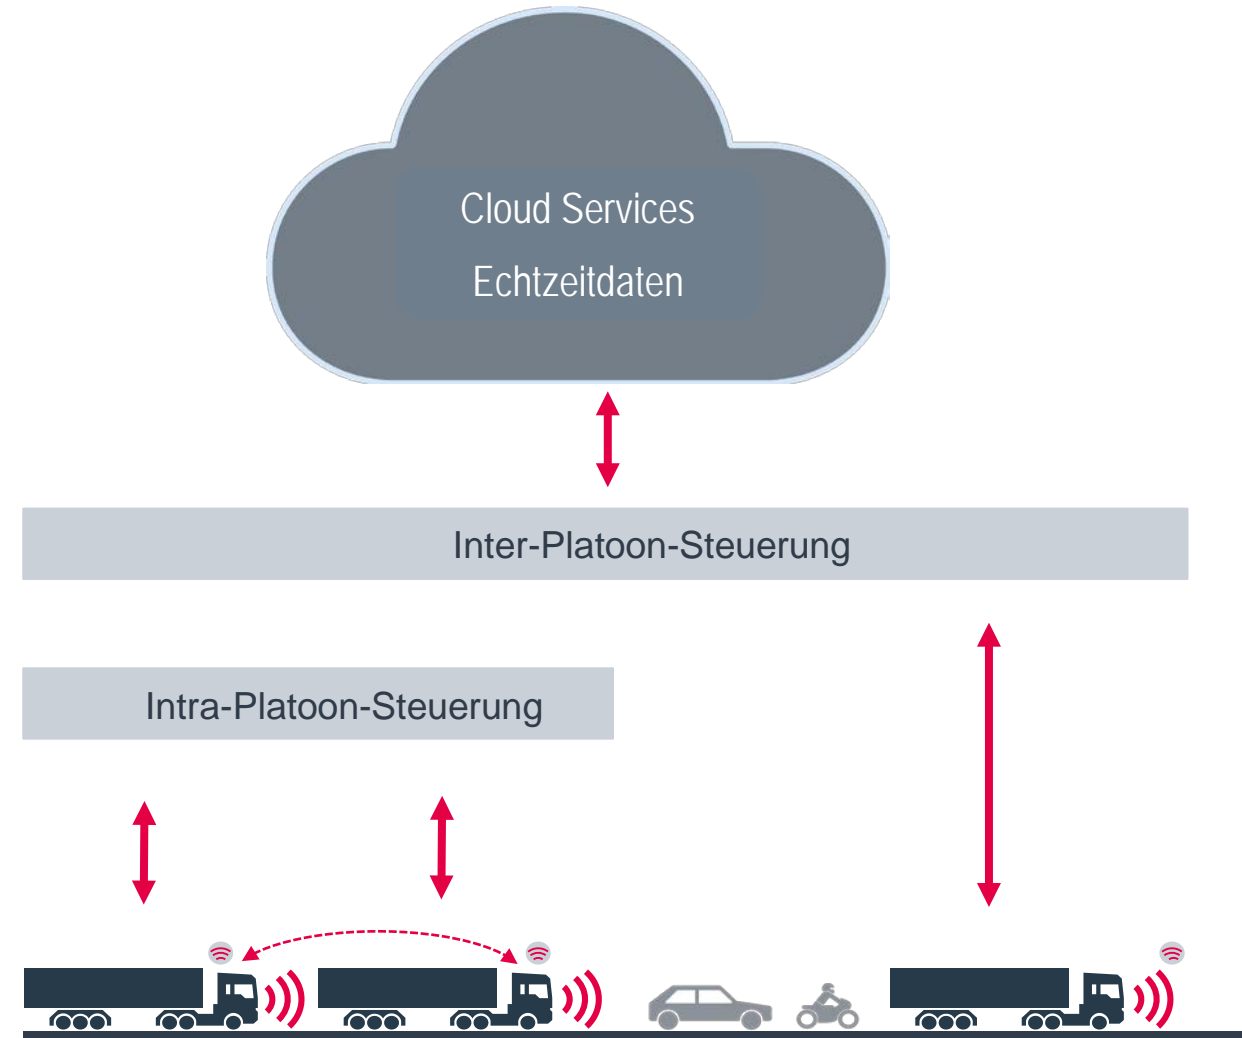 Cloud Services
Echtzeitdaten
Inter-Platoon-Steuerung
Intra-Platoon-Steuerung